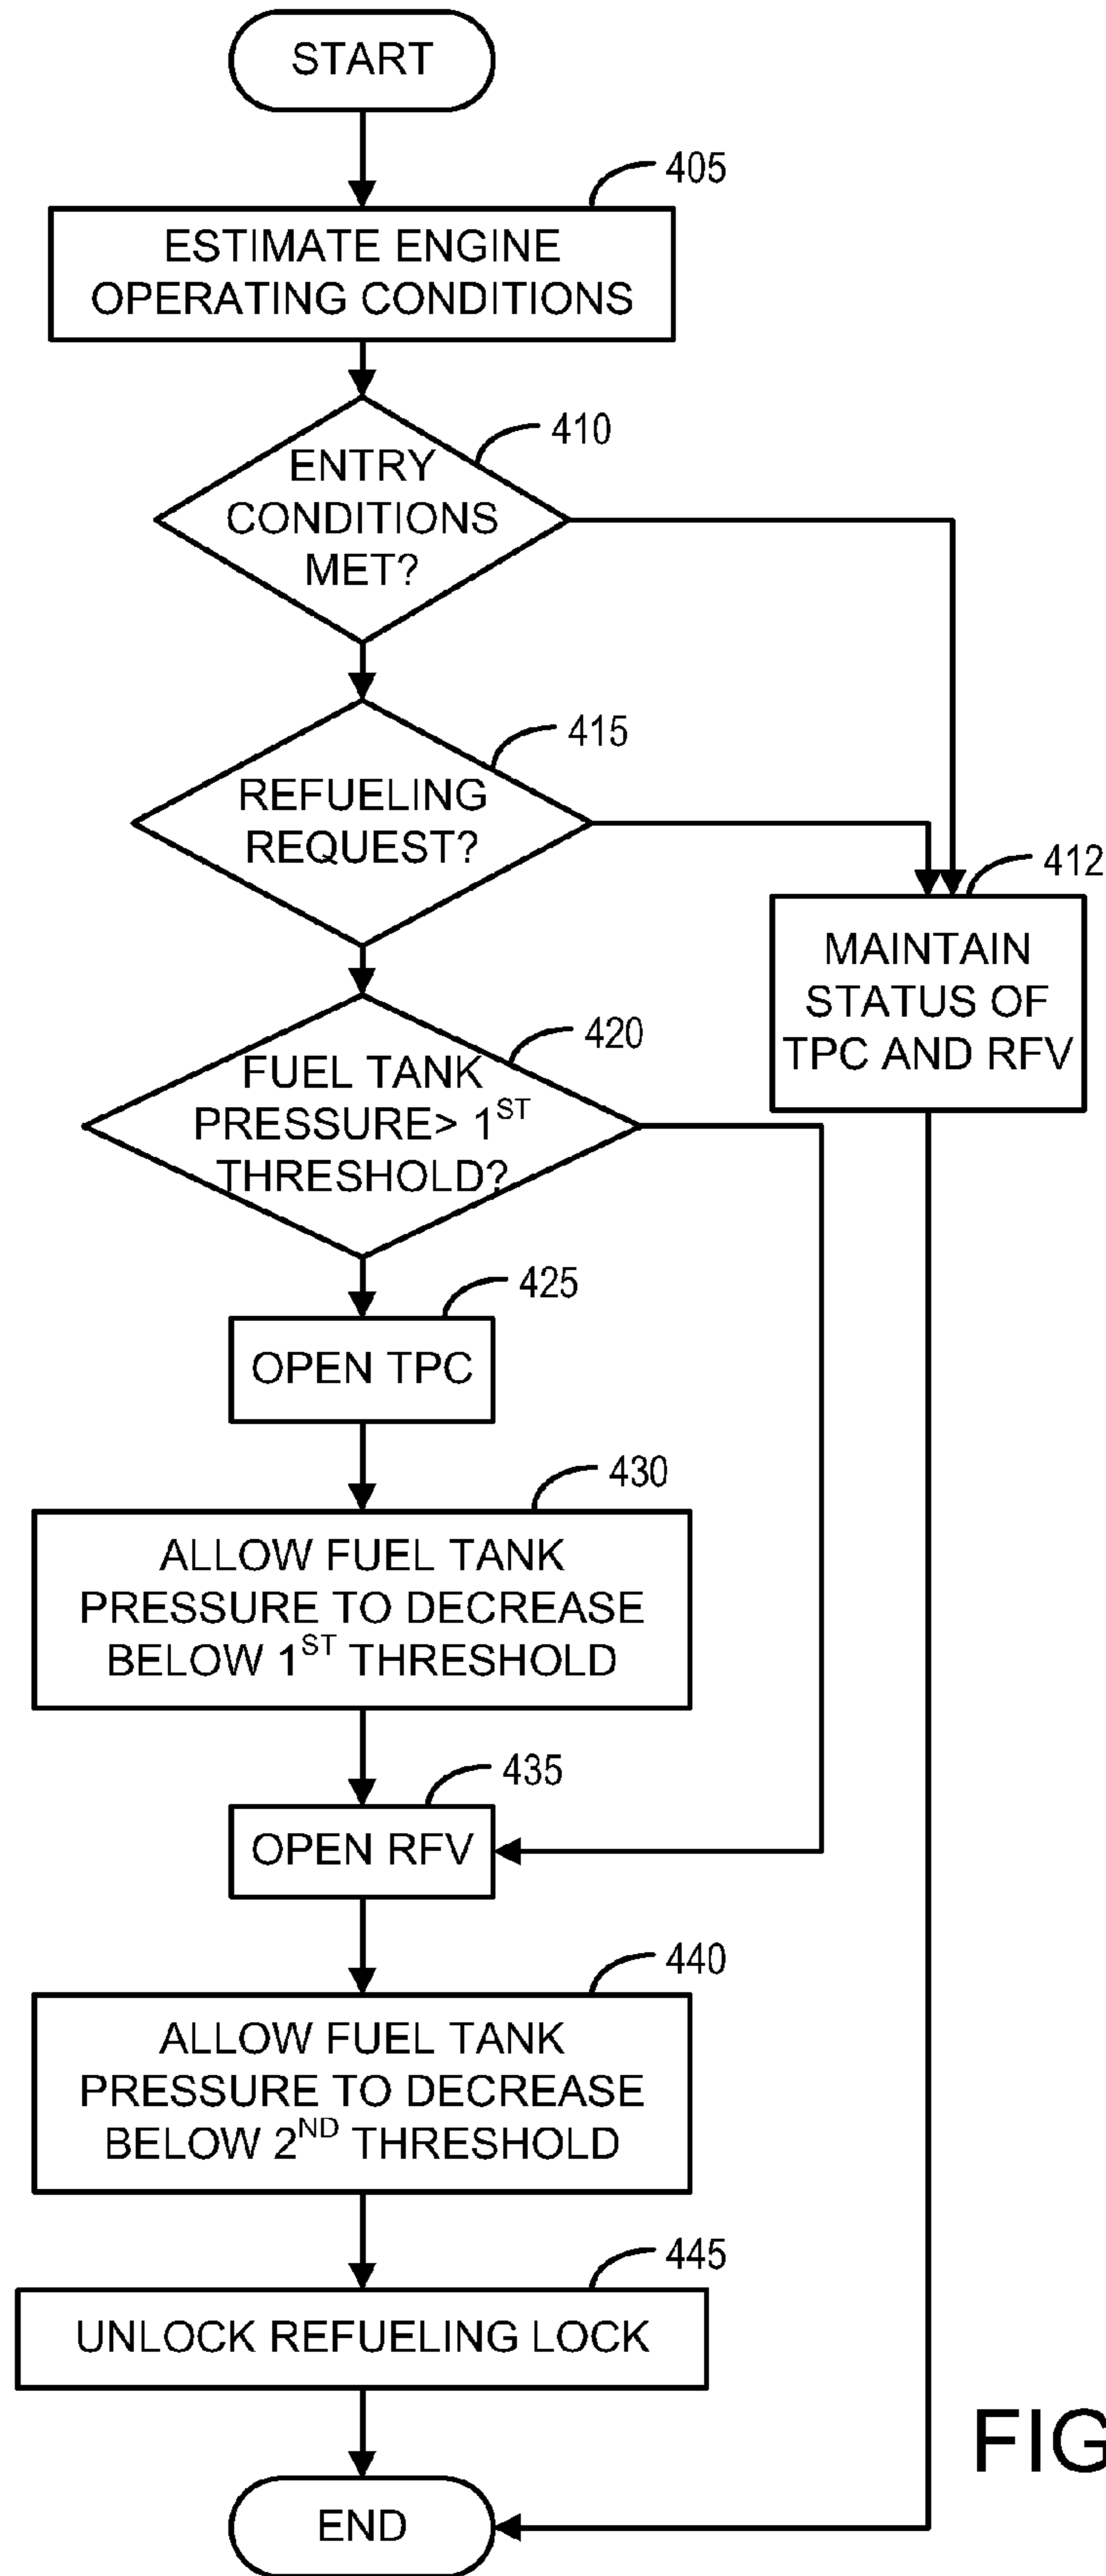 START
405
ESTIMATE ENGINE
OPERATING CONDITIONS
410
ENTRY
CONDITIONS
MET?
415
REFUELING
REQUEST?
412
MAINTAIN
STATUS OF
TPC AND RFV
420
FUEL TANK
PRESSURE> 1ST
THRESHOLD?
425
OPEN TPC
430
ALLOW FUEL TANK
PRESSURE TO DECREASE
BELOW 1ST THRESHOLD
435
OPEN RFV
440
ALLOW FUEL TANK
PRESSURE TO DECREASE
BELOW 2ND THRESHOLD
445
UNLOCK REFUELING LOCK
FIG
END